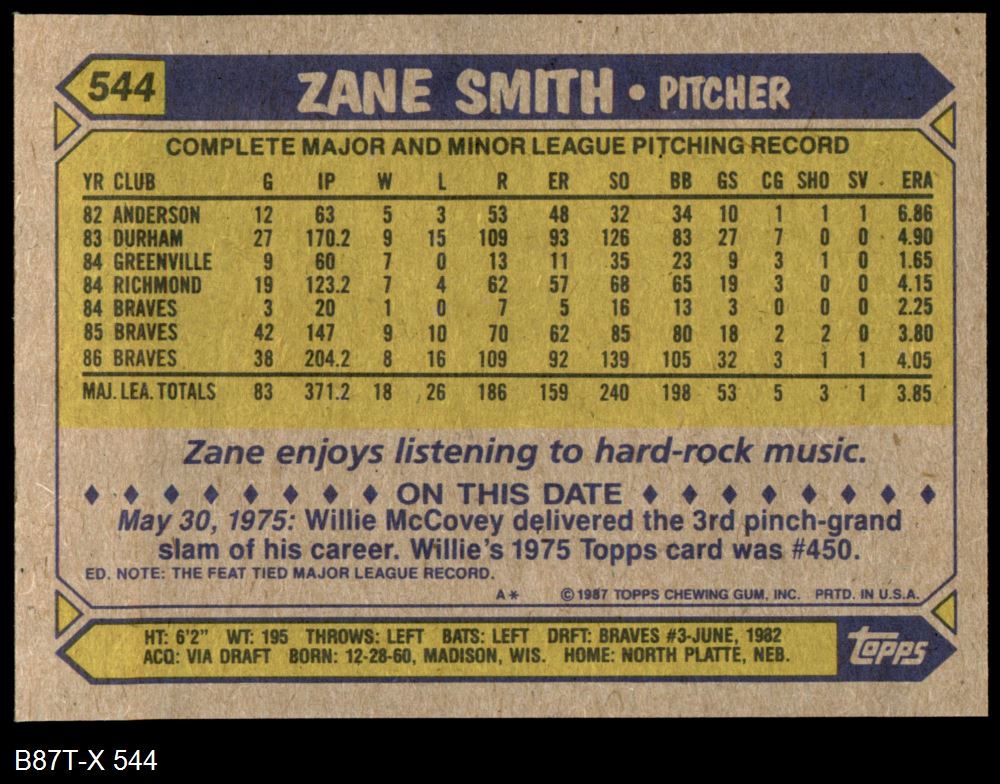 544 ZANE SMITH • PITCHER
COMPLETE MAJOR AND MINOR LEAGUE PITCHING RECORD
YR CLUB G IP W L R ER SO BB GS CG SHO SV ERA
82 ANDERSON 12 63 5 3 53 48 32 34 10 1 1 1 6.86
83 DURHAM 27 170.2 9 15 109 93 126 83 27 7 0 0 4.90
84 GREENVILLE 9 60 7 0 13 11 35 23 9 3 1 0 1.65
84 RICHMOND 19 123.2 7 4 62 57 68 65 19 3 0 0 4.15
84 BRAVES 3 20 1 0 7 5 16 13 3 0 0 0 2.25
85 BRAVES 42 147 9 10 70 62 85 80 18 2 2 0 3.80
86 BRAVES 38 204.2 8 16 109 92 139 105 32 3 1 1 4.05
MAJ. LEA. TOTALS 83 371.2 18 26 186 159 240 198 53 5 3 1 3.85
Zane enjoys listening to hard-rock music.
ON THIS DATE
May 30, 1975: Willie McCovey delivered the 3rd pinch-grand
slam of his career. Willie's 1975 Topps card was #450.
ED. NOTE: THE FEAT TIED MAJOR LEAGUE RECORD.
A* © 1987 TOPPS CHEWING GUM, INC. PRTD. IN U.S.A.
HT: 6'2" WT: 195 THROWS: LEFT BATS: LEFT DRFT: BRAVES #3-JUNE, 1982
ACQ: VIA DRAFT BORN: 12-28-60, MADISON, WIS. HOME: NORTH PLATTE, NEB.
topps
B87T-X 544